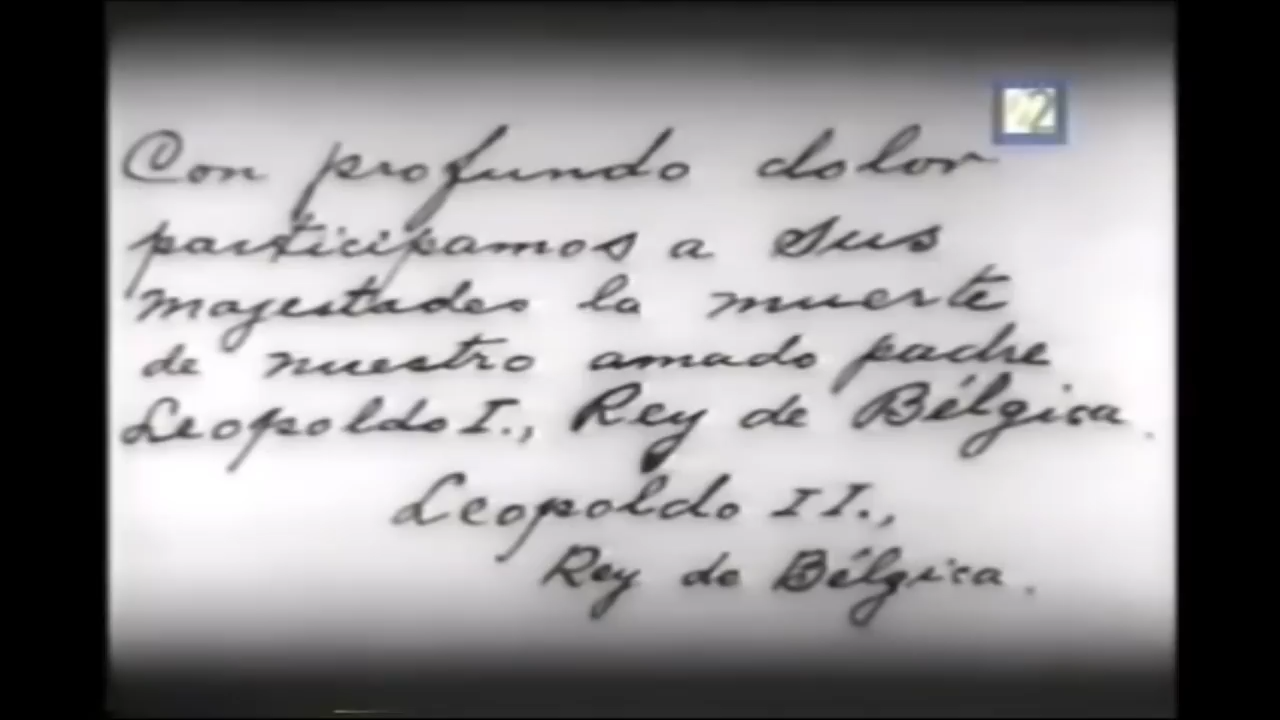 Con profundo dolor
participamos a Sus
Majestades la muerte
de nuestro amado padre
Leopoldo I., Rey de Bélgica.
Leopoldo II.,
Rey de Bélgica.